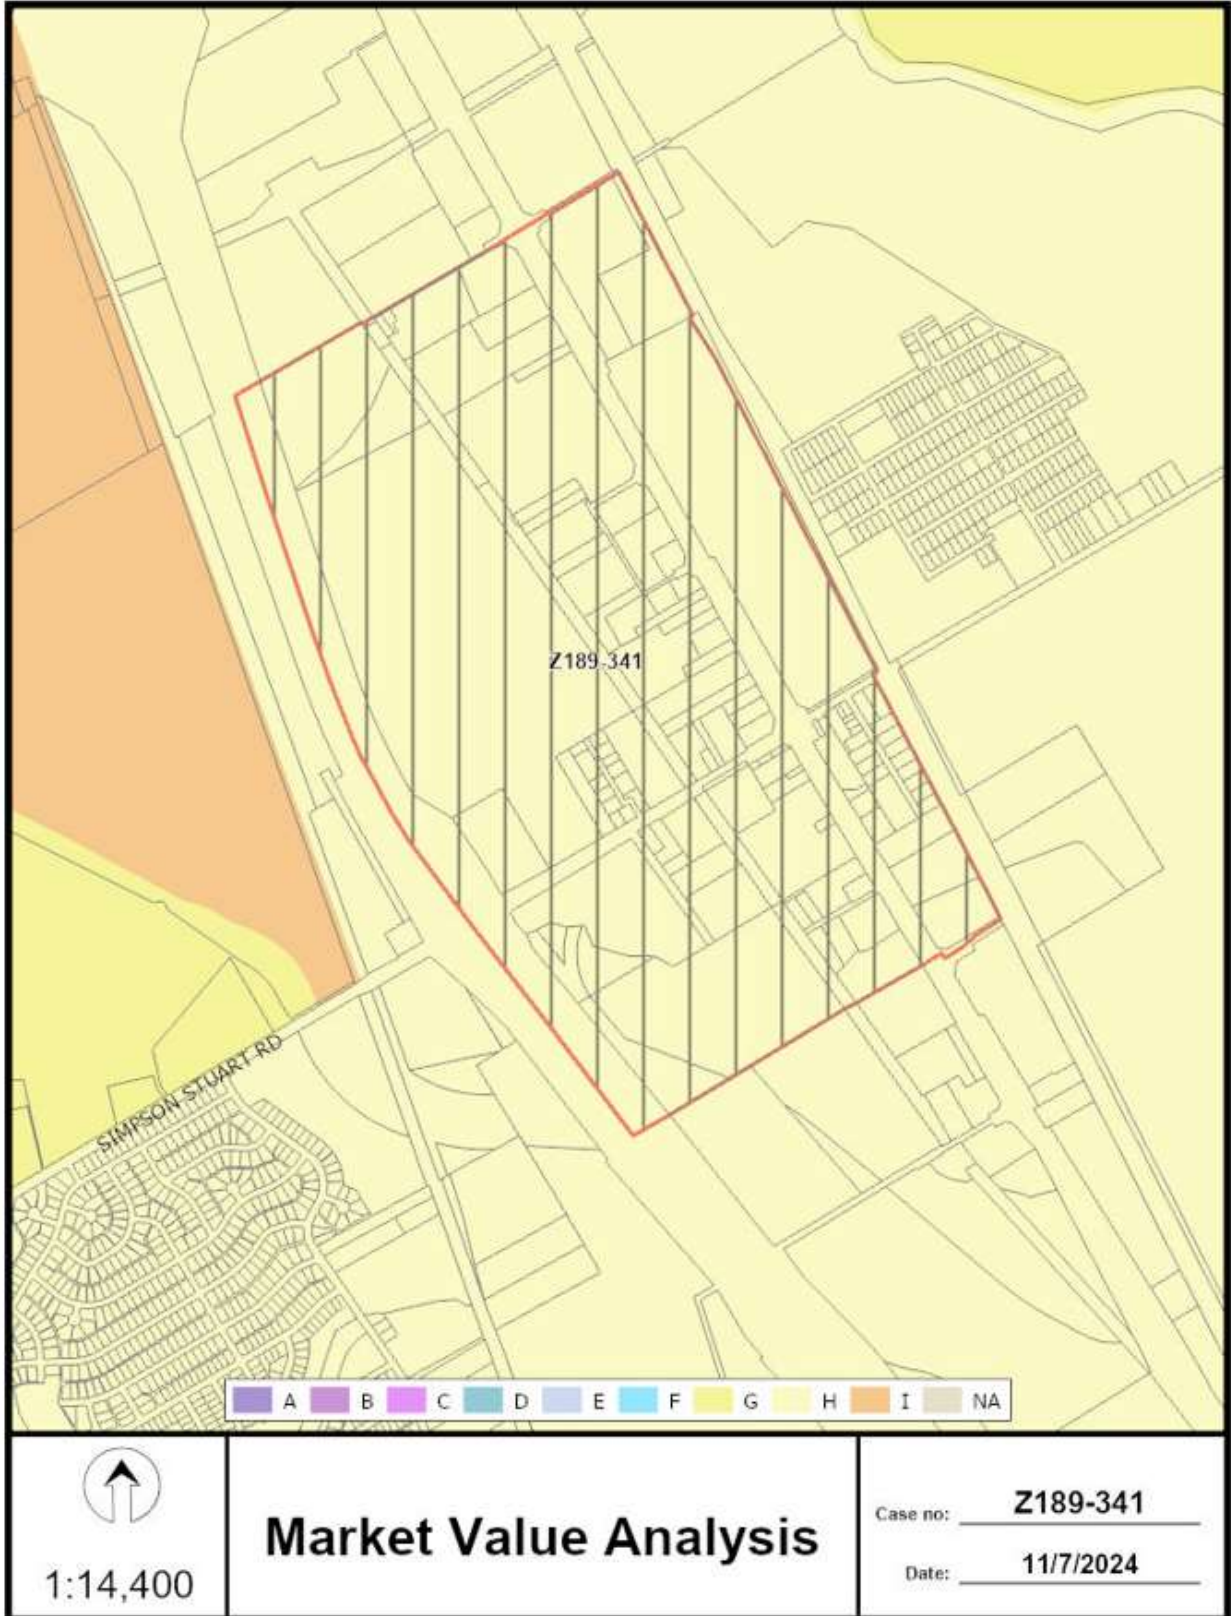 Z189-341
SIMPSON STUART RD
A B C D E F G H I NA
1:14,400
Market Value Analysis
Case no: Z189-341
Date: 11/7/2024